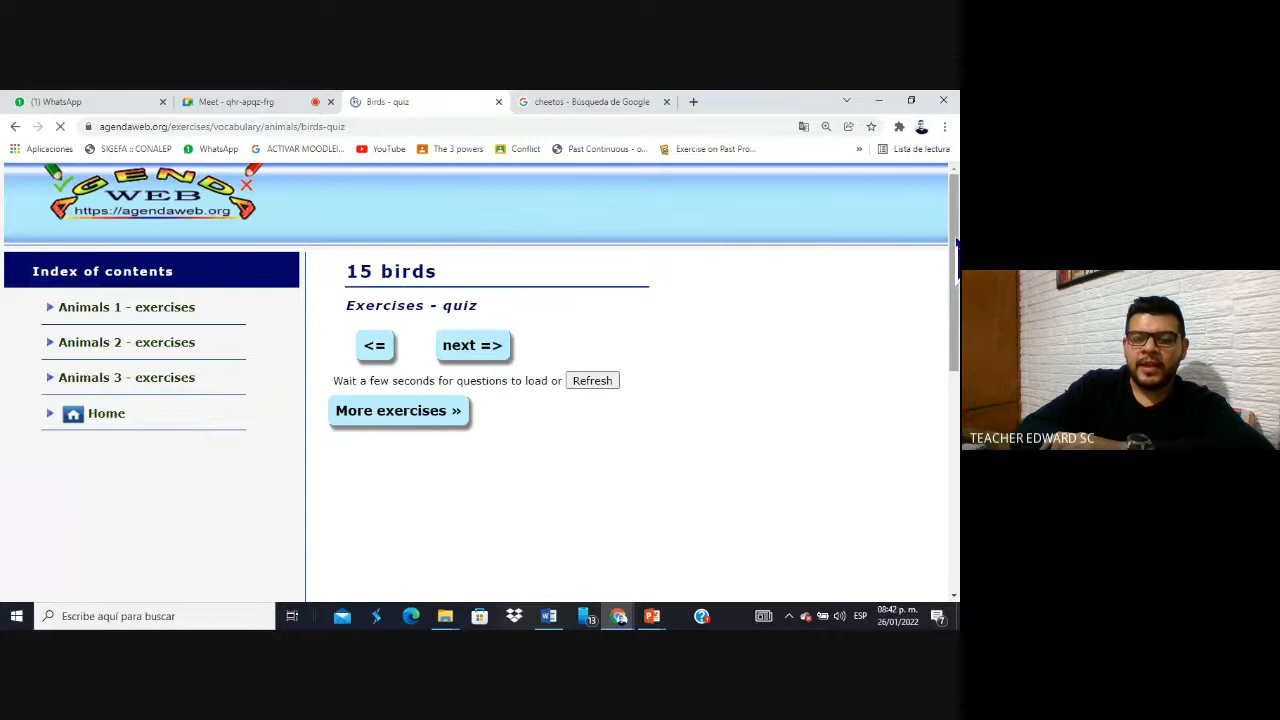 (1) WhatsApp
Meet - qhr-apqz-frg
Birds - quiz
cheetos - Búsqueda de Google
agendaweb.org/exercises/vocabulary/animals/birds-quiz
Aplicaciones
SIGEFA :: CONALEP
WhatsApp
ACTIVAR MOODLEI...
YouTube
The 3 powers
Conflict
Past Continuous - o...
Exercise on Past Pro...
»
Lista de lectura
AGENDA
WEB
https://agendaweb.org
Index of contents
Animals 1 - exercises
Animals 2 - exercises
Animals 3 - exercises
Home
15 birds
Exercises - quiz
<=
next =>
Wait a few seconds for questions to load or Refresh
More exercises »
TEACHER EDWARD SC
Escribe aquí para buscar
13
ESP
08:42 p. m.
26/01/2022
7